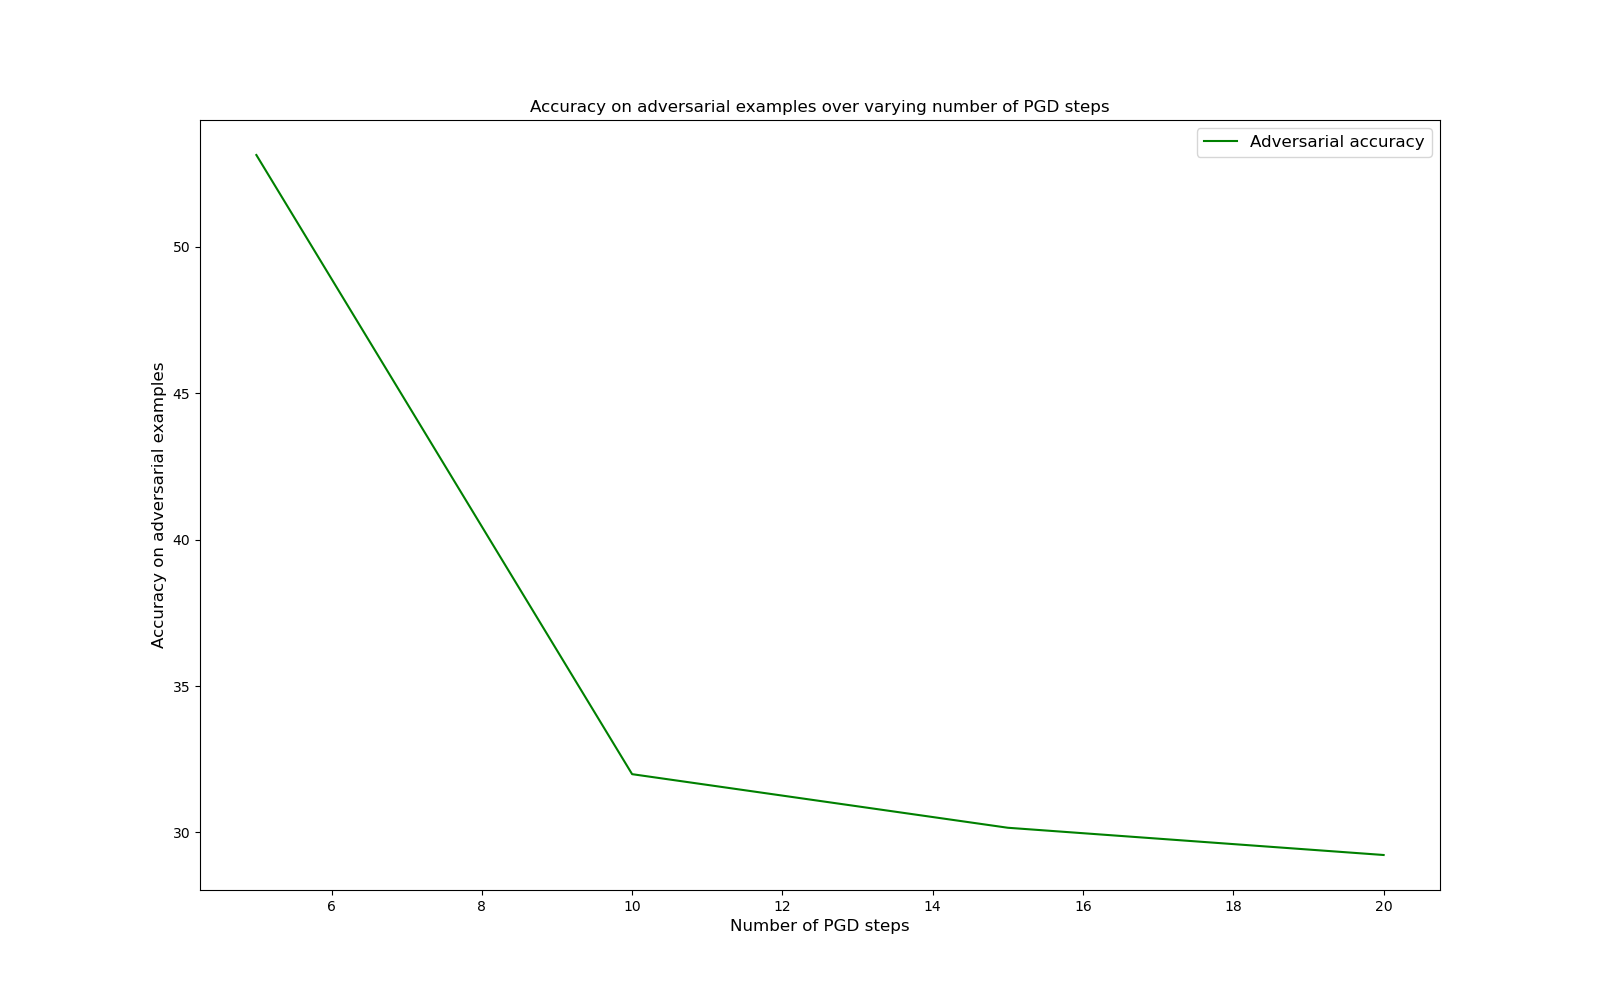 Accuracy on adversarial examples over varying number of PGD steps
Adversarial accuracy
Accuracy on adversarial examples
50
45
40
35
30
6 8 10 12 14 16 18 20
Number of PGD steps